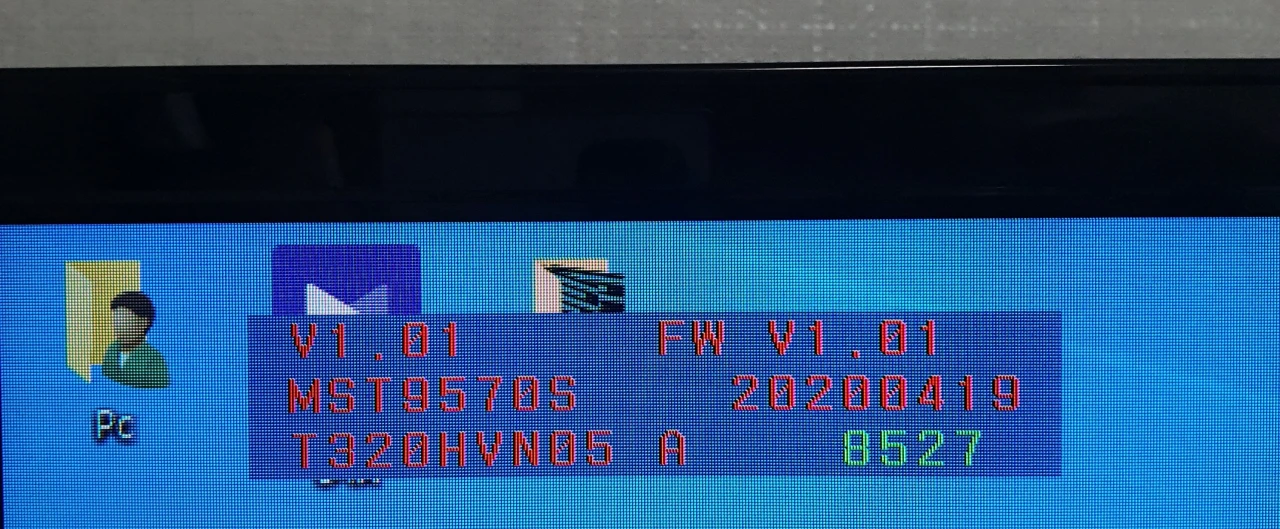 Pc
V1.01 FW V1.01
MST9570S 20200419
T320HVN05 A 8527